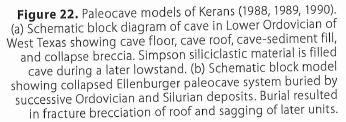 Figure 22. Paleocave models of Kerans (1988, 1989, 1990).
(a) Schematic block diagram of cave in Lower Ordovician of
West Texas showing cave floor, cave roof, cave-sediment fill,
and collapse breccia. Simpson siliciclastic material is filled
cave during a later lowstand. (b) Schematic block model
showing collapsed Ellenburger paleocave system buried by
successive Ordovician and Silurian deposits. Burial resulted
in fracture brecciation of roof and sagging of later units.